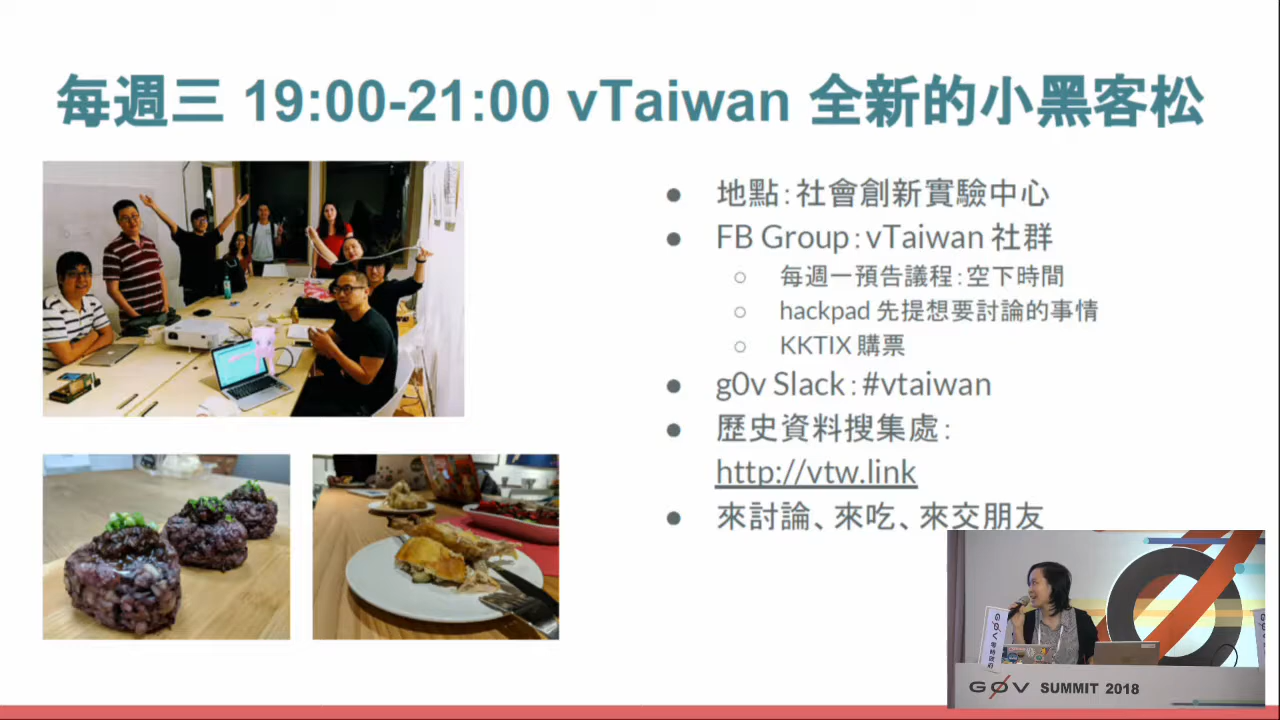 每週三 19:00-21:00 vTaiwan 全新的小黑客松
● 地點：社會創新實驗中心
● FB Group：vTaiwan 社群
○ 每週一預告議程：空下時間
○ hackpad 先提想要討論的事情
○ KKTIX 購票
● g0v Slack：#vtaiwan
● 歷史資料搜集處：
http://vtw.link
● 來討論、來吃、來交朋友
G0V SUMMIT 2018